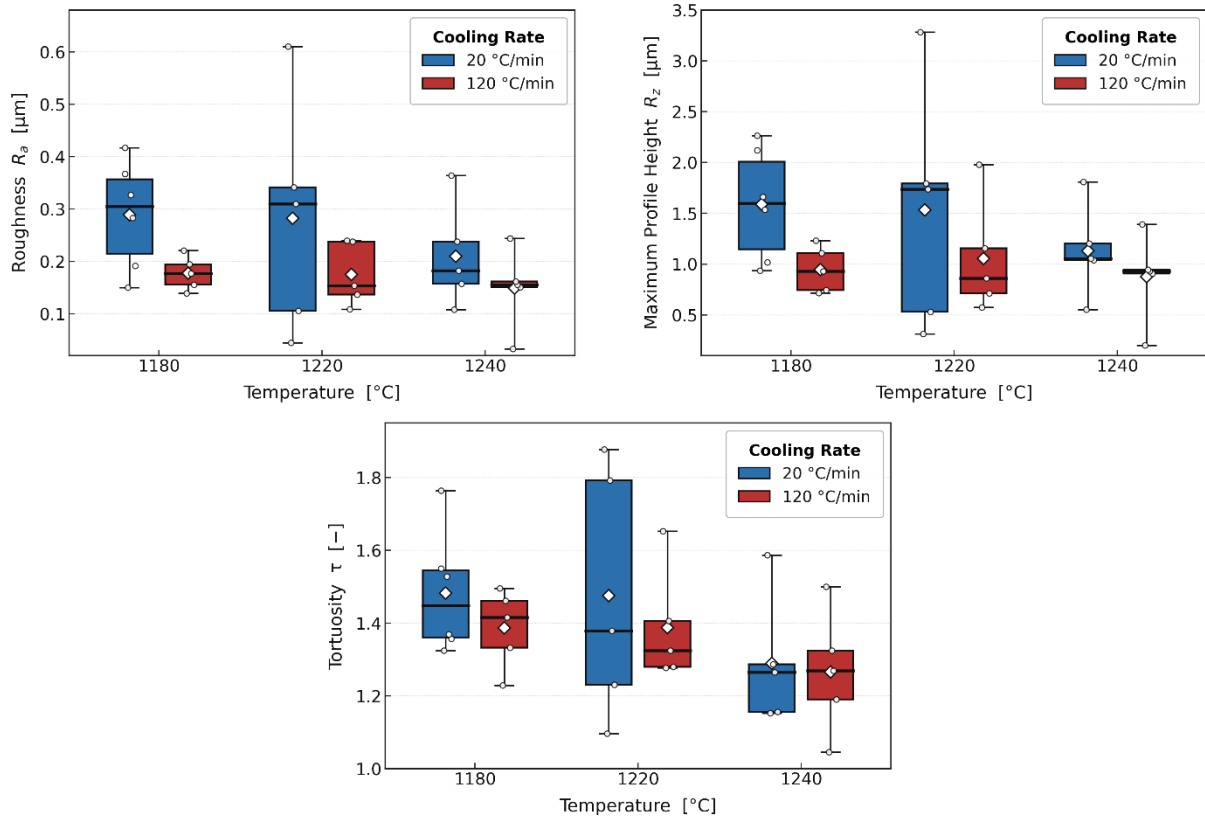 Roughness R_a [μm]
0.6
0.5
0.4
0.3
0.2
0.1
Cooling Rate
20 °C/min
120 °C/min
1180
1220
1240
Temperature [°C]
Maximum Profile Height R_z [μm]
3.5
3.0
2.5
2.0
1.5
1.0
0.5
Cooling Rate
20 °C/min
120 °C/min
1180
1220
1240
Temperature [°C]
Tortuosity τ [−]
1.8
1.6
1.4
1.2
1.0
Cooling Rate
20 °C/min
120 °C/min
1180
1220
1240
Temperature [°C]